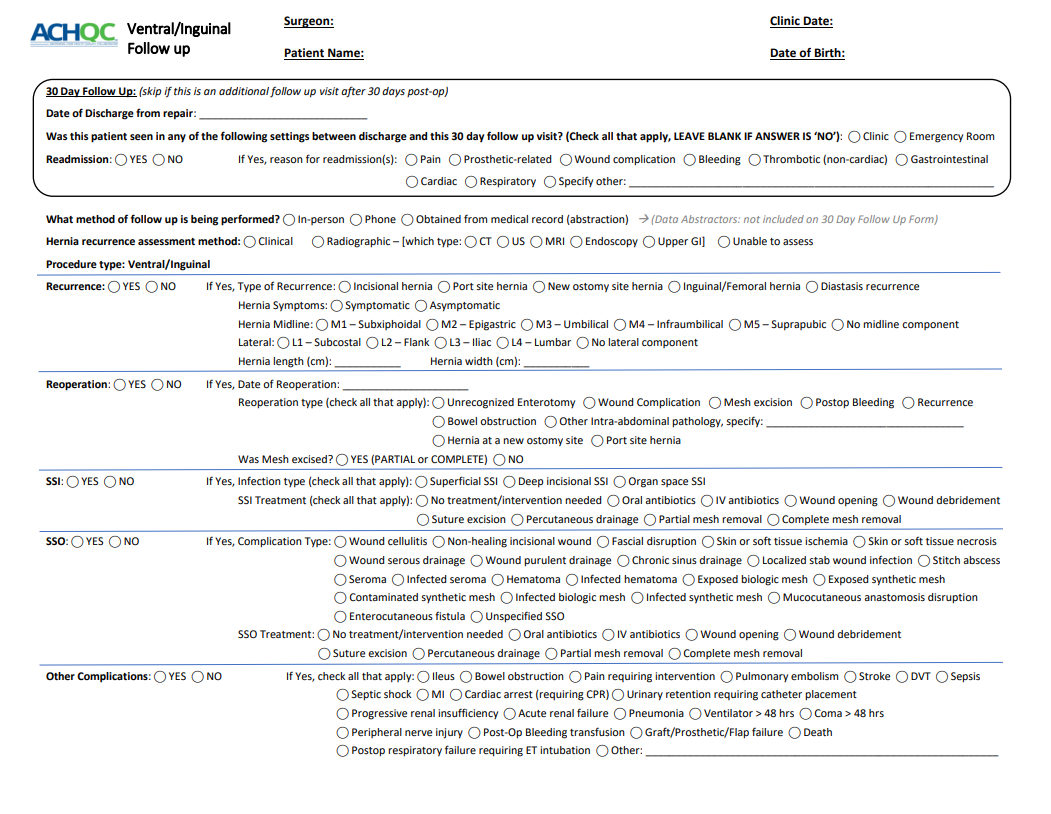 ACHQC
Ventral/Inguinal
Follow up
Surgeon:
Clinic Date:
Patient Name:
Date of Birth:
30 Day Follow Up: (skip if this is an additional follow up visit after 30 days post-op)
Date of Discharge from repair: ____________________________
Was this patient seen in any of the following settings between discharge and this 30 day follow up visit? (Check all that apply, LEAVE BLANK IF ANSWER IS ‘NO’): ◯ Clinic ◯ Emergency Room
Readmission: ◯ YES ◯ NO If Yes, reason for readmission(s): ◯ Pain ◯ Prosthetic-related ◯ Wound complication ◯ Bleeding ◯ Thrombotic (non-cardiac) ◯ Gastrointestinal
◯ Cardiac ◯ Respiratory ◯ Specify other: ____________________________
What method of follow up is being performed? ◯ In-person ◯ Phone ◯ Obtained from medical record (abstraction) → (Data Abstractors: not included on 30 Day Follow Up Form)
Hernia recurrence assessment method: ◯ Clinical ◯ Radiographic – [which type: ◯ CT ◯ US ◯ MRI ◯ Endoscopy ◯ Upper GI] ◯ Unable to assess
Procedure type: Ventral/Inguinal
Recurrence: ◯ YES ◯ NO If Yes, Type of Recurrence: ◯ Incisional hernia ◯ Port site hernia ◯ New ostomy site hernia ◯ Inguinal/Femoral hernia ◯ Diastasis recurrence
Hernia Symptoms: ◯ Symptomatic ◯ Asymptomatic
Hernia Midline: ◯ M1 – Subxiphoidal ◯ M2 – Epigastric ◯ M3 – Umbilical ◯ M4 – Infraumbilical ◯ M5 – Suprapubic ◯ No midline component
Lateral: ◯ L1 – Subcostal ◯ L2 – Flank ◯ L3 – Iliac ◯ L4 – Lumbar ◯ No lateral component
Hernia length (cm): ___________ Hernia width (cm): ___________
Reoperation: ◯ YES ◯ NO If Yes, Date of Reoperation: _____________________
Reoperation type (check all that apply): ◯ Unrecognized Enterotomy ◯ Wound Complication ◯ Mesh excision ◯ Postop Bleeding ◯ Recurrence
◯ Bowel obstruction ◯ Other Intra-abdominal pathology, specify: ____________________________
◯ Hernia at a new ostomy site ◯ Port site hernia
Was Mesh excised? ◯ YES (PARTIAL or COMPLETE) ◯ NO
SSI: ◯ YES ◯ NO If Yes, Infection type (check all that apply): ◯ Superficial SSI ◯ Deep incisional SSI ◯ Organ space SSI
SSI Treatment (check all that apply): ◯ No treatment/intervention needed ◯ Oral antibiotics ◯ IV antibiotics ◯ Wound opening ◯ Wound debridement
◯ Suture excision ◯ Percutaneous drainage ◯ Partial mesh removal ◯ Complete mesh removal
SSO: ◯ YES ◯ NO If Yes, Complication Type: ◯ Wound cellulitis ◯ Non-healing incisional wound ◯ Fascial disruption ◯ Skin or soft tissue ischemia ◯ Skin or soft tissue necrosis
◯ Wound serous drainage ◯ Wound purulent drainage ◯ Chronic sinus drainage ◯ Localized stab wound infection ◯ Stitch abscess
◯ Seroma ◯ Infected seroma ◯ Hematoma ◯ Infected hematoma ◯ Exposed biologic mesh ◯ Exposed synthetic mesh
◯ Contaminated synthetic mesh ◯ Infected biologic mesh ◯ Infected synthetic mesh ◯ Mucocutaneous anastomosis disruption
◯ Enterocutaneous fistula ◯ Unspecified SSO
SSO Treatment: ◯ No treatment/intervention needed ◯ Oral antibiotics ◯ IV antibiotics ◯ Wound opening ◯ Wound debridement
◯ Suture excision ◯ Percutaneous drainage ◯ Partial mesh removal ◯ Complete mesh removal
Other Complications: ◯ YES ◯ NO If Yes, check all that apply: ◯ Ileus ◯ Bowel obstruction ◯ Pain requiring intervention ◯ Pulmonary embolism ◯ Stroke ◯ DVT ◯ Sepsis
◯ Septic shock ◯ MI ◯ Cardiac arrest (requiring CPR) ◯ Urinary retention requiring catheter placement
◯ Progressive renal insufficiency ◯ Acute renal failure ◯ Pneumonia ◯ Ventilator > 48 hrs ◯ Coma > 48 hrs
◯ Peripheral nerve injury ◯ Post-Op Bleeding transfusion ◯ Graft/Prosthetic/Flap failure ◯ Death
◯ Postop respiratory failure requiring ET intubation ◯ Other: ____________________________